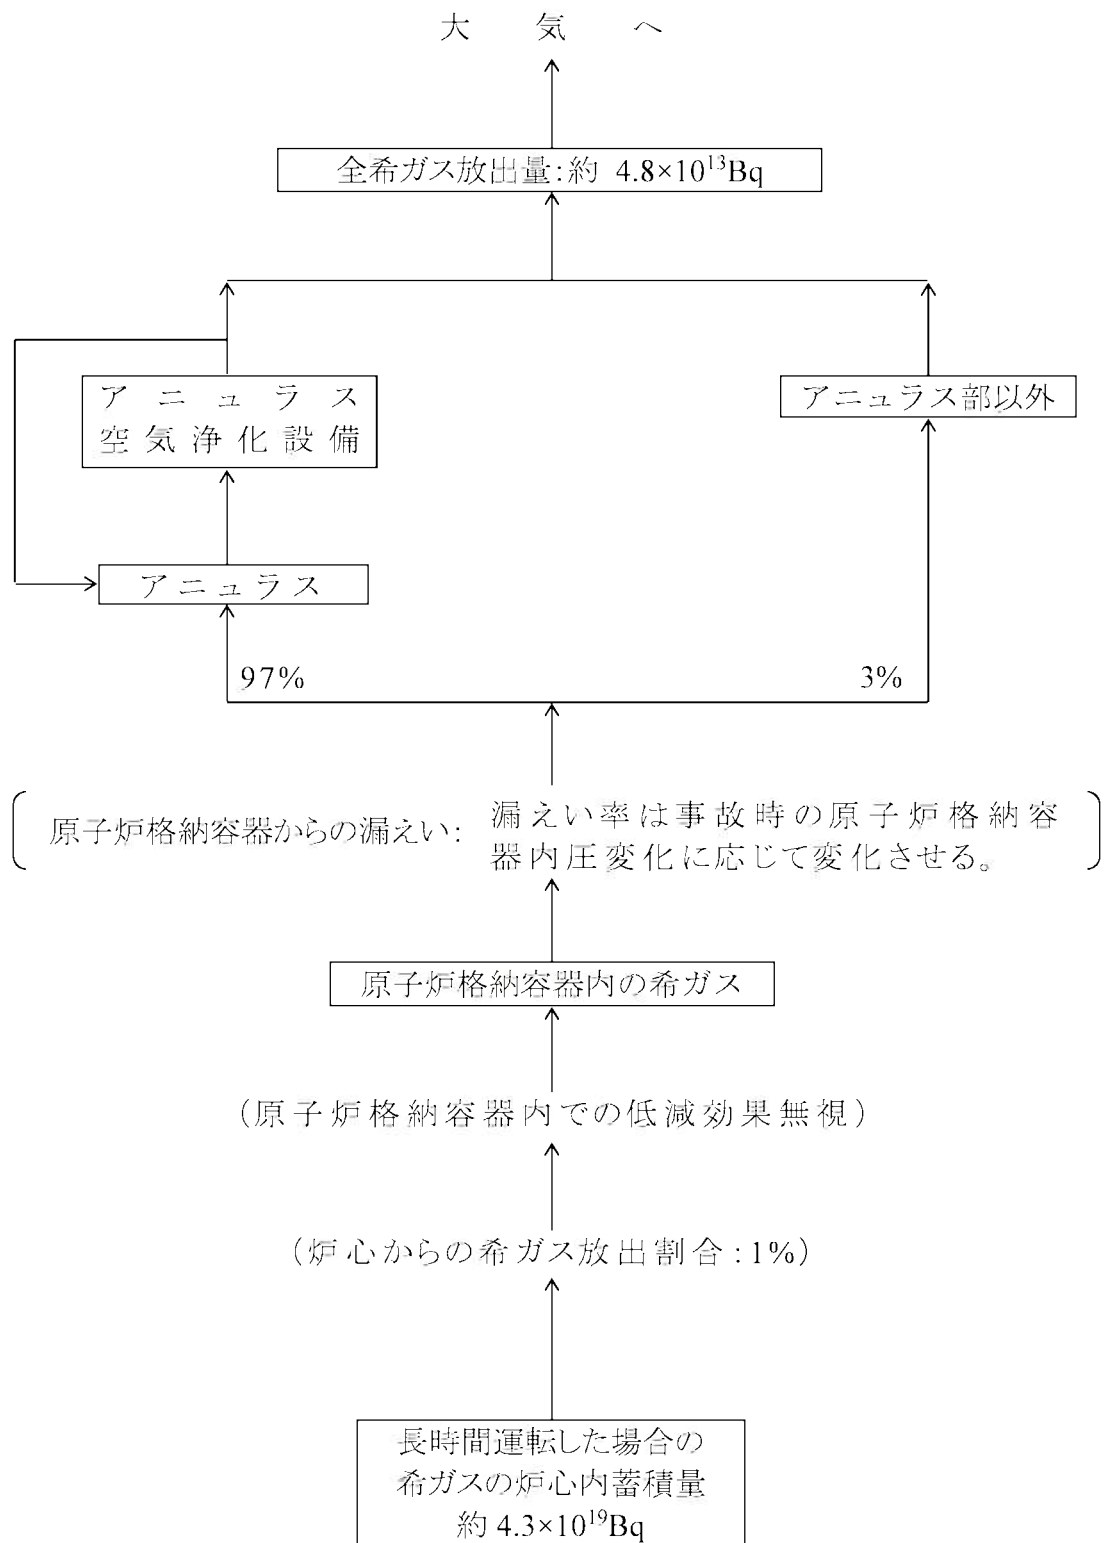 大気へ
全希ガス放出量:約 4.8×10¹³Bq
アニュラス
空気浄化設備
アニュラス部以外
アニュラス
97%
3%
原子炉格納容器からの漏えい:
漏えい率は事故時の原子炉格納容
器内圧変化に応じて変化させる。
原子炉格納容器内の希ガス
(原子炉格納容器内での低減効果無視)
(炉心からの希ガス放出割合:1%)
長時間運転した場合の
希ガスの炉心内蓄積量
約 4.3×10¹⁹Bq